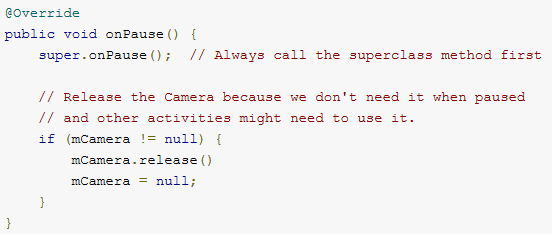 @Override
public void onPause() {
    super.onPause();  // Always call the superclass method first

    // Release the Camera because we don't need it when paused
    // and other activities might need to use it.
    if (mCamera != null) {
        mCamera.release()
        mCamera = null;
    }
}